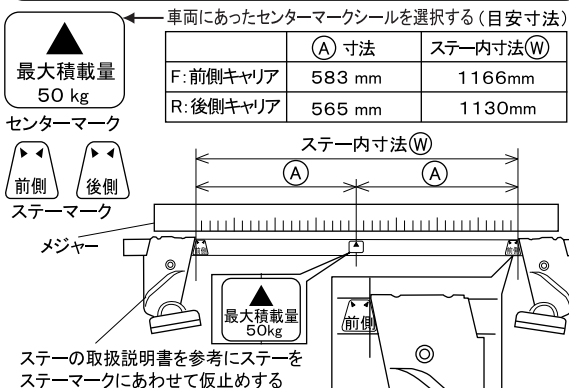 車両にあったセンターマークシールを選択する(目安寸法)
▲
最大積載量
50 kg
センターマーク
Ⓐ 寸法 ステー内寸法Ⓦ
F:前側キャリア 583 mm 1166mm
R:後側キャリア 565 mm 1130mm
前側 後側
ステーマーク
ステー内寸法Ⓦ
Ⓐ Ⓐ
メジャー
前側 前側
最大積載量
50kg
前側
ステーの取扱説明書を参考にステーを
ステーマークにあわせて仮止めする